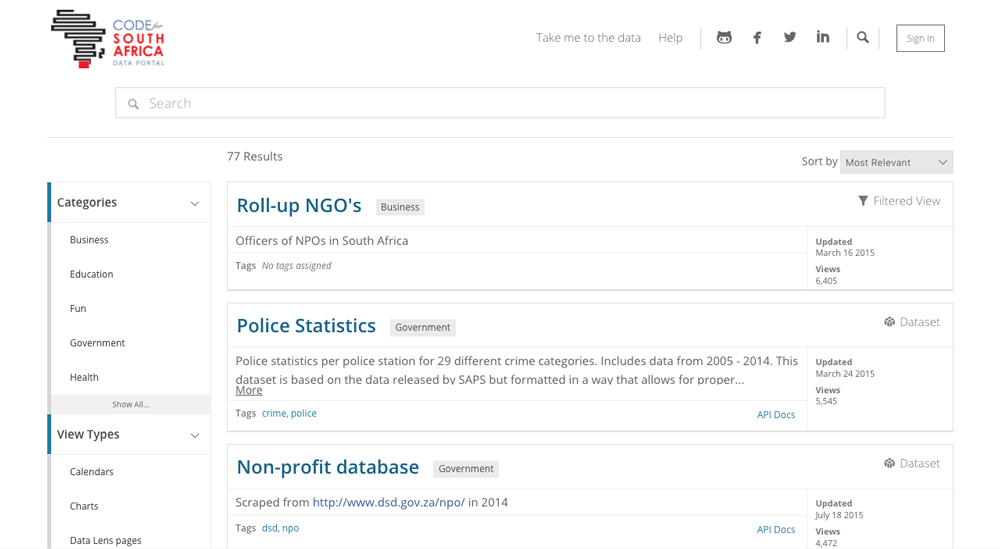 CODE for
SOUTH
AFRICA
DATA PORTAL
Take me to the data Help
Sign In
Search
77 Results
Sort by Most Relevant
Categories
Business
Education
Fun
Government
Health
Show All...
View Types
Calendars
Charts
Data Lens pages
Roll-up NGO's Business
Filtered View
Officers of NPOs in South Africa
Tags No tags assigned
Updated
March 16 2015
Views
6,405
Police Statistics Government
Dataset
Police statistics per police station for 29 different crime categories. Includes data from 2005 - 2014. This
dataset is based on the data released by SAPS but formatted in a way that allows for proper...
More
Tags crime, police
API Docs
Updated
March 24 2015
Views
5,545
Non-profit database Government
Dataset
Scraped from http://www.dsd.gov.za/npo/ in 2014
Tags dsd, npo
API Docs
Updated
July 18 2015
Views
4,472